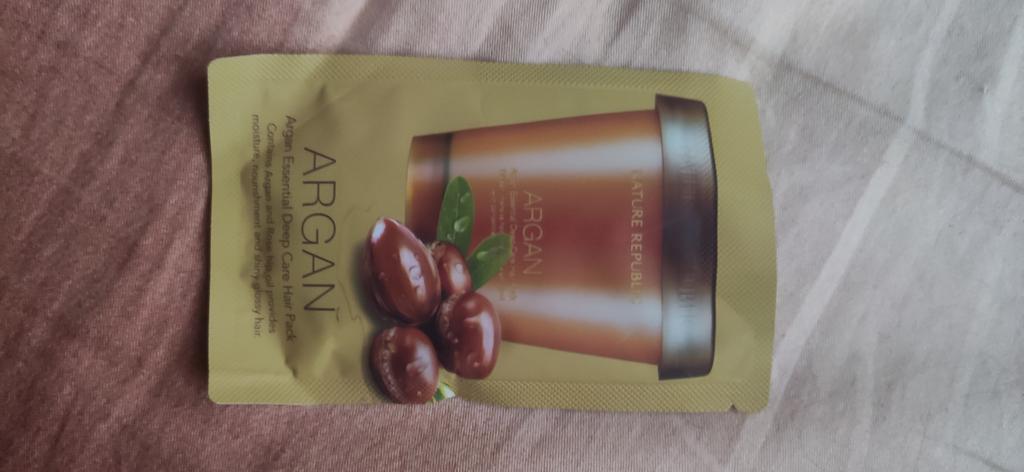 ATURE REPUBLIC
ARGAN
ARGAN
Argan Essential Deep Care Hair Pack
Contains Argan and Rose hip oil provides
moisture, nourishment and shiny glossy hair.